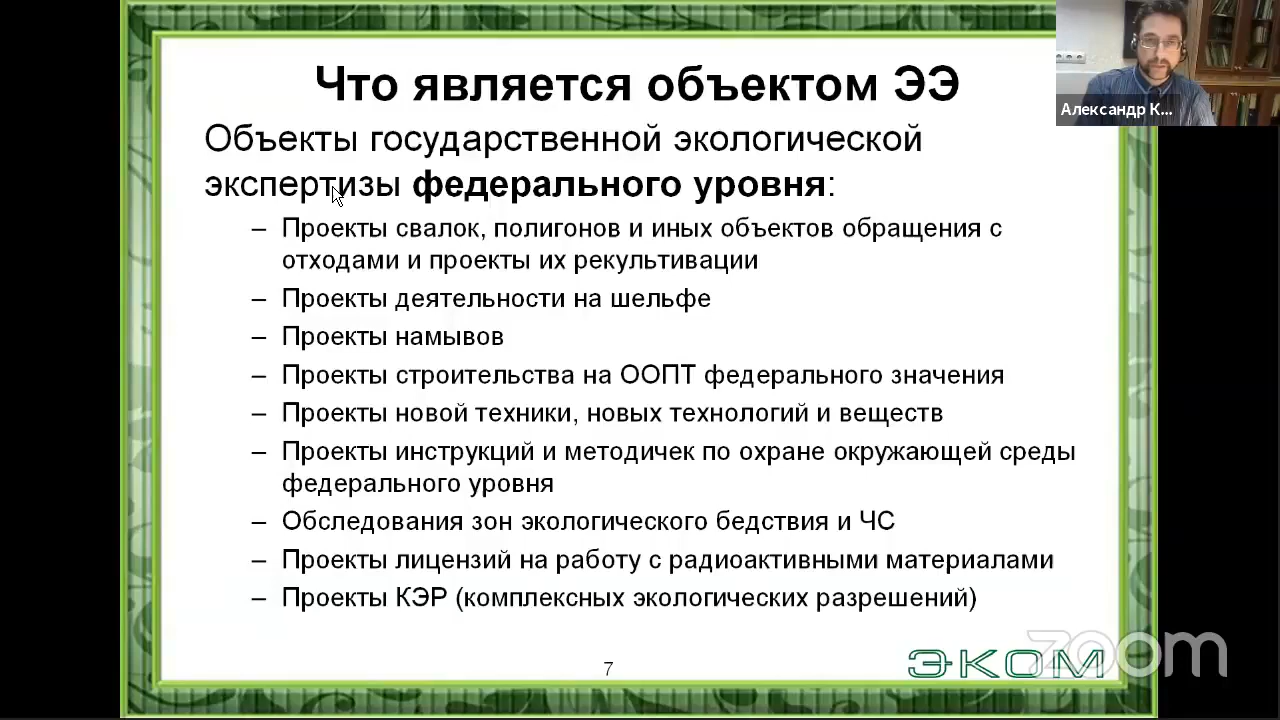 Что является объектом ЭЭ
Александр К...
Объекты государственной экологической
экспертизы федерального уровня:
– Проекты свалок, полигонов и иных объектов обращения с
отходами и проекты их рекультивации
– Проекты деятельности на шельфе
– Проекты намывов
– Проекты строительства на ООПТ федерального значения
– Проекты новой техники, новых технологий и веществ
– Проекты инструкций и методичек по охране окружающей среды
федерального уровня
– Обследования зон экологического бедствия и ЧС
– Проекты лицензий на работу с радиоактивными материалами
– Проекты КЭР (комплексных экологических разрешений)
7
ЭКОМ
zoom